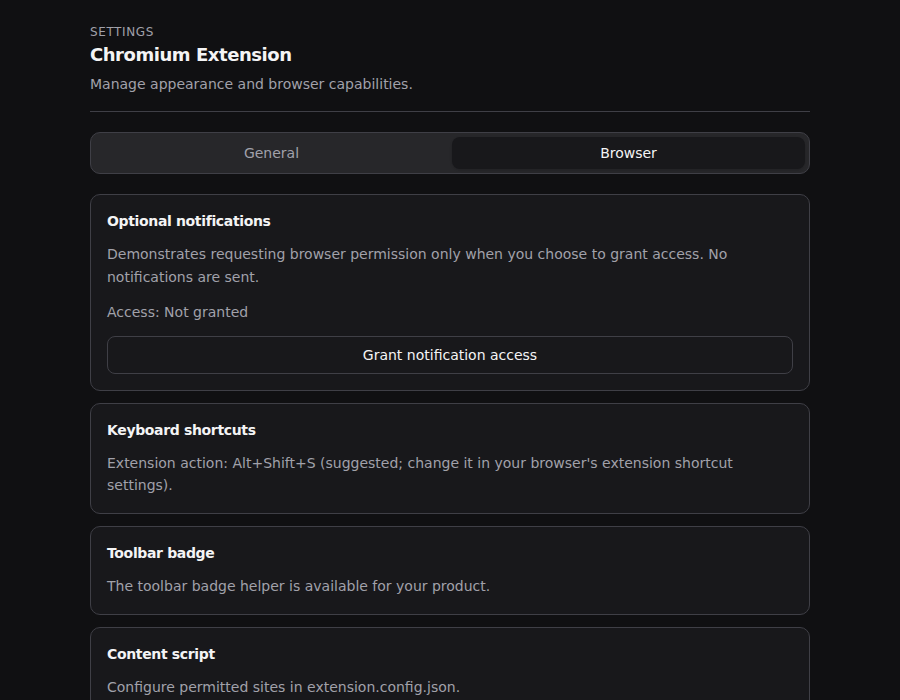 SETTINGS
Chromium Extension
Manage appearance and browser capabilities.
General
Browser
Optional notifications
Demonstrates requesting browser permission only when you choose to grant access. No
notifications are sent.
Access: Not granted
Grant notification access
Keyboard shortcuts
Extension action: Alt+Shift+S (suggested; change it in your browser's extension shortcut
settings).
Toolbar badge
The toolbar badge helper is available for your product.
Content script
Configure permitted sites in extension.config.json.